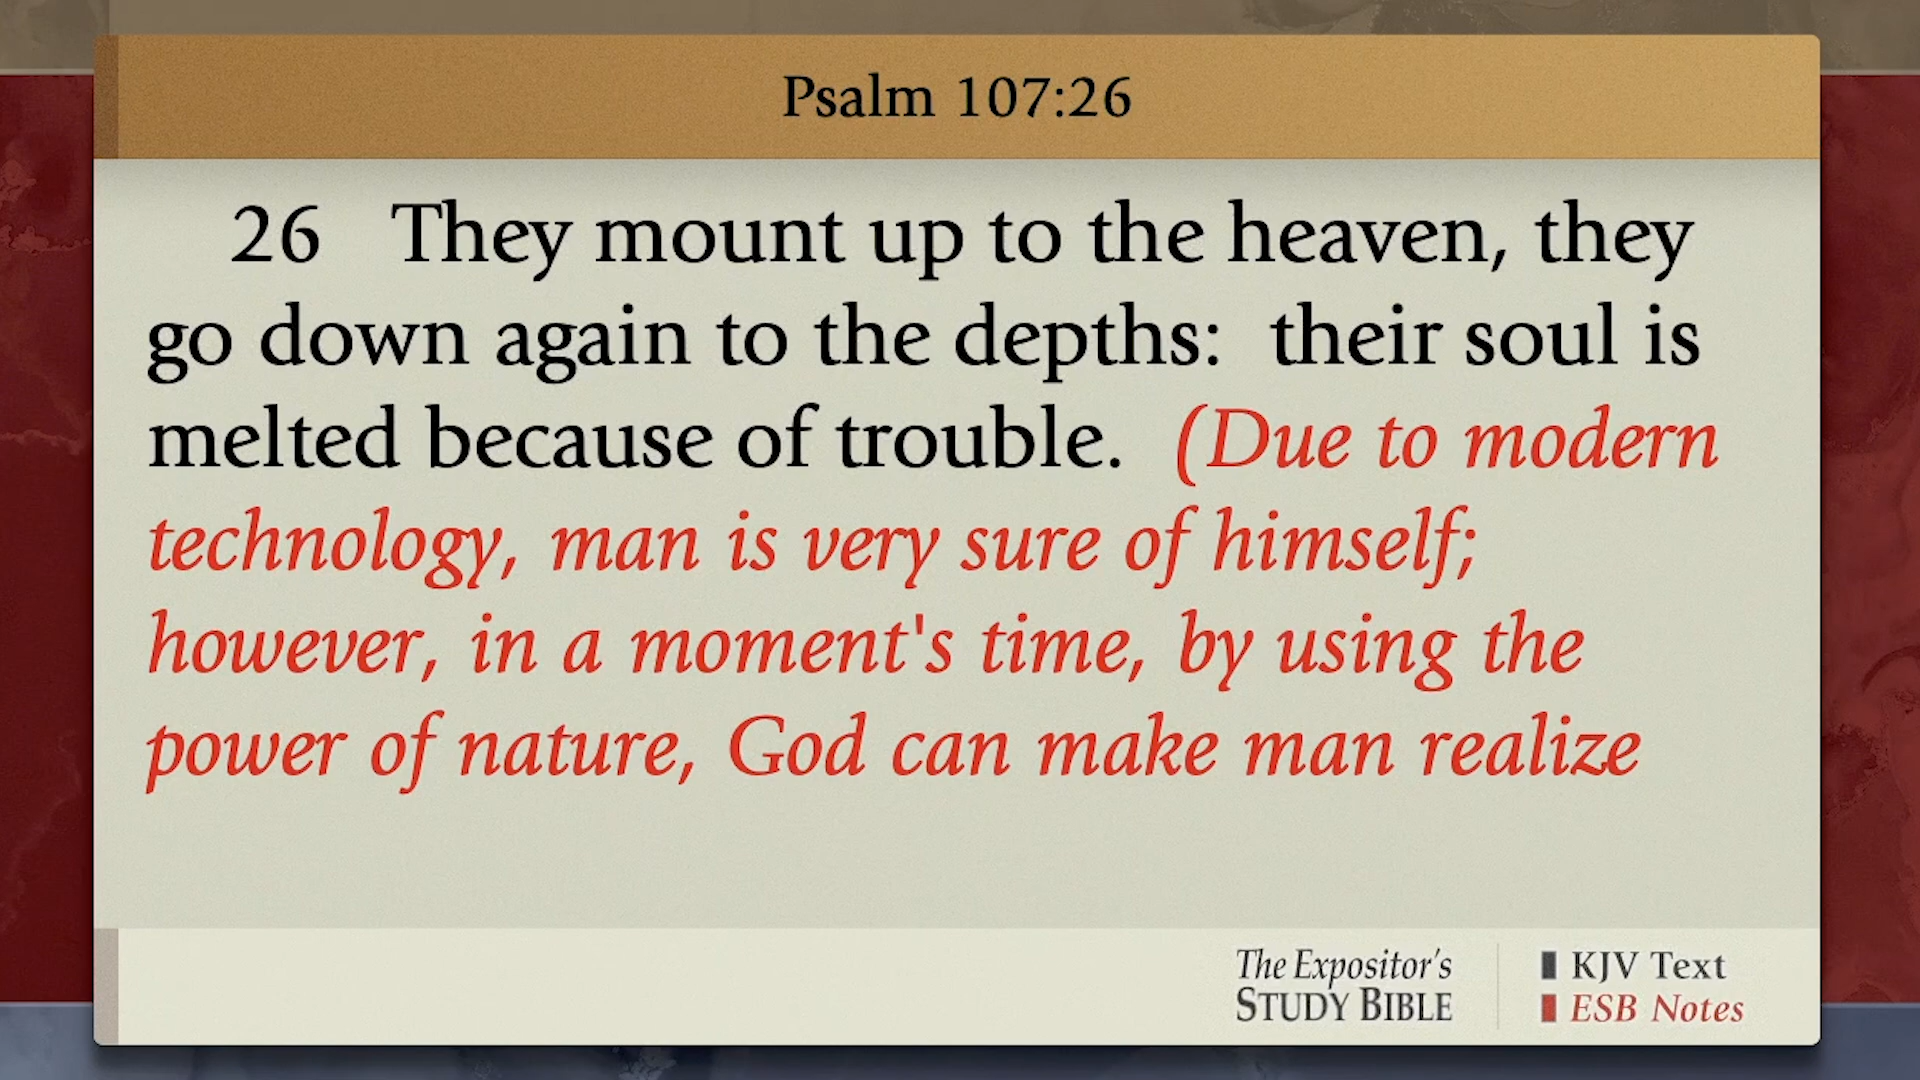 Psalm 107:26
26 They mount up to the heaven, they
go down again to the depths: their soul is
melted because of trouble. (Due to modern
technology, man is very sure of himself;
however, in a moment's time, by using the
power of nature, God can make man realize
The Expositor's
STUDY BIBLE
KJV Text
ESB Notes